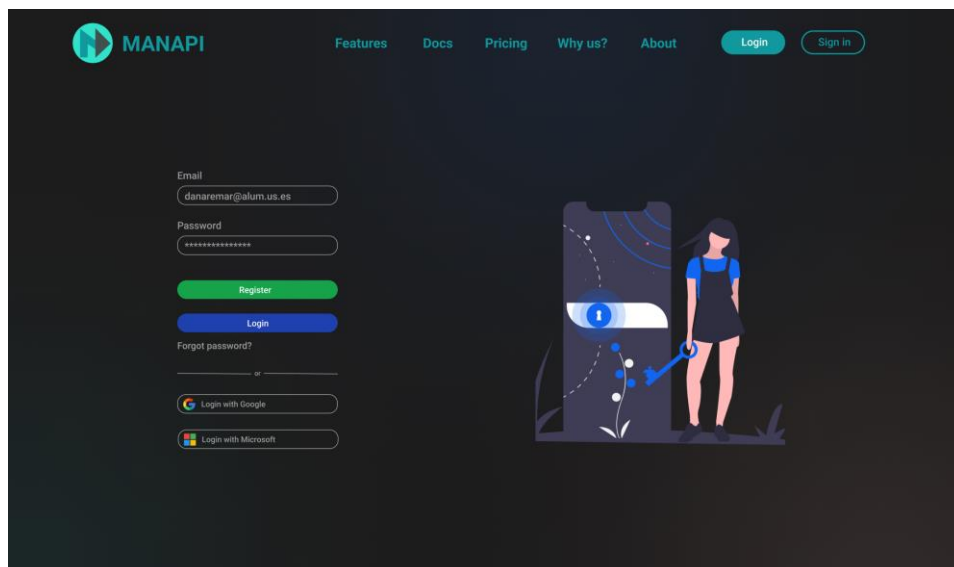 MANAPI
Features Docs Pricing Why us? About Login Sign in
Email
danaremar@alum.us.es
Password
***************
Register
Login
Forgot password?
or
Login with Google
Login with Microsoft